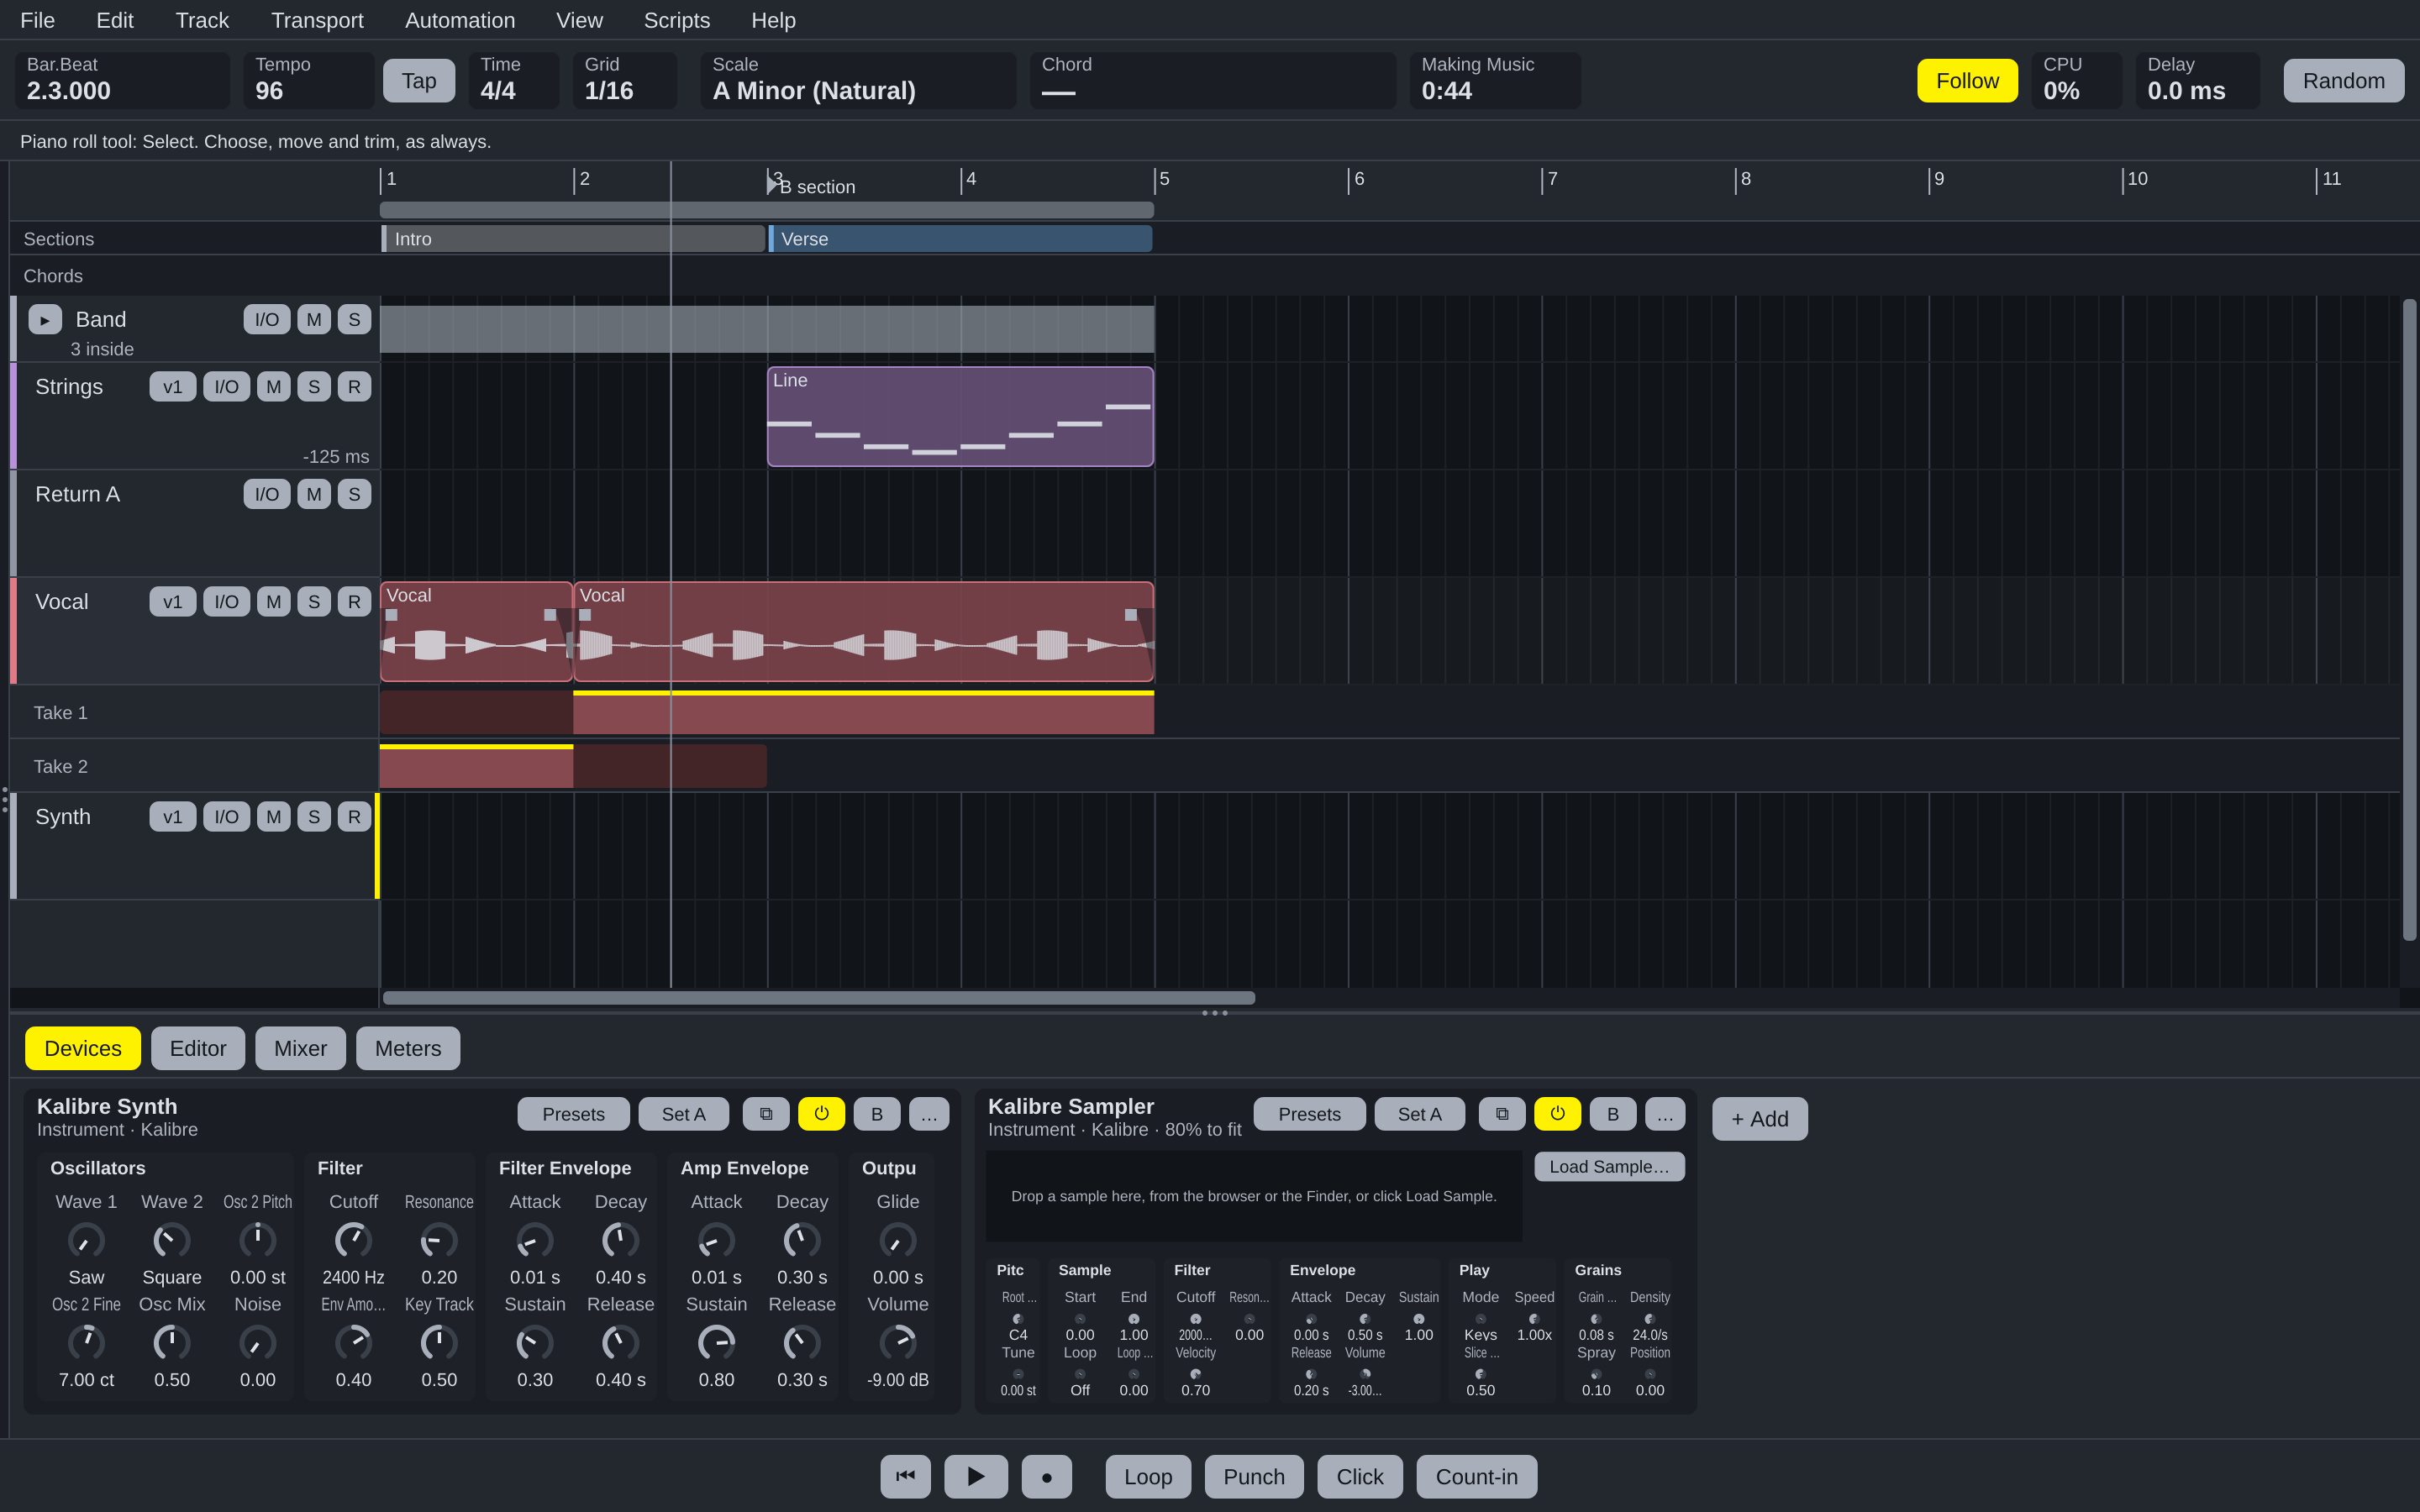 File Edit Track Transport Automation View Scripts Help
Bar.Beat Tempo Time Grid Scale Chord Making Music CPU Delay
2.3.000 96 Tap 4/4 1/16 A Minor (Natural) — 0:44 Follow 0% 0.0 ms Random
Piano roll tool: Select. Choose, move and trim, as always.
1 2 3 4 5 6 7 8 9 10 11
B section
Sections Intro Verse
Chords
Band I/O M S
3 inside
Strings v1 I/O M S R Line
-125 ms
Return A I/O M S
Vocal v1 I/O M S R Vocal Vocal
Take 1
Take 2
Synth v1 I/O M S R
Devices Editor Mixer Meters
Kalibre Synth Presets Set A B …
Instrument · Kalibre
Oscillators Filter Filter Envelope Amp Envelope Outpu
Wave 1 Wave 2 Osc 2 Pitch Cutoff Resonance Attack Decay Attack Decay Glide
Saw Square 0.00 st 2400 Hz 0.20 0.01 s 0.40 s 0.01 s 0.30 s 0.00 s
Osc 2 Fine Osc Mix Noise Env Amo… Key Track Sustain Release Sustain Release Volume
7.00 ct 0.50 0.00 0.40 0.50 0.30 0.40 s 0.80 0.30 s -9.00 dB
Kalibre Sampler Presets Set A B …
Instrument · Kalibre · 80% to fit
Drop a sample here, from the browser or the Finder, or click Load Sample.
Load Sample…
Pitc Sample Filter Envelope Play Grains
Root … Start End Cutoff Reson… Attack Decay Sustain Mode Speed Grain … Density
C4 0.00 1.00 2000… 0.00 0.00 s 0.50 s 1.00 Keys 1.00x 0.08 s 24.0/s
Tune Loop Loop … Velocity Release Volume Slice … Spray Position
0.00 st Off 0.00 0.70 0.20 s -3.00… 0.50 0.10 0.00
+ Add
Loop Punch Click Count-in